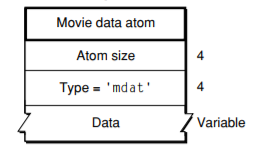 Movie data atom
Atom size 4
Type = 'mdat' 4
Data Variable